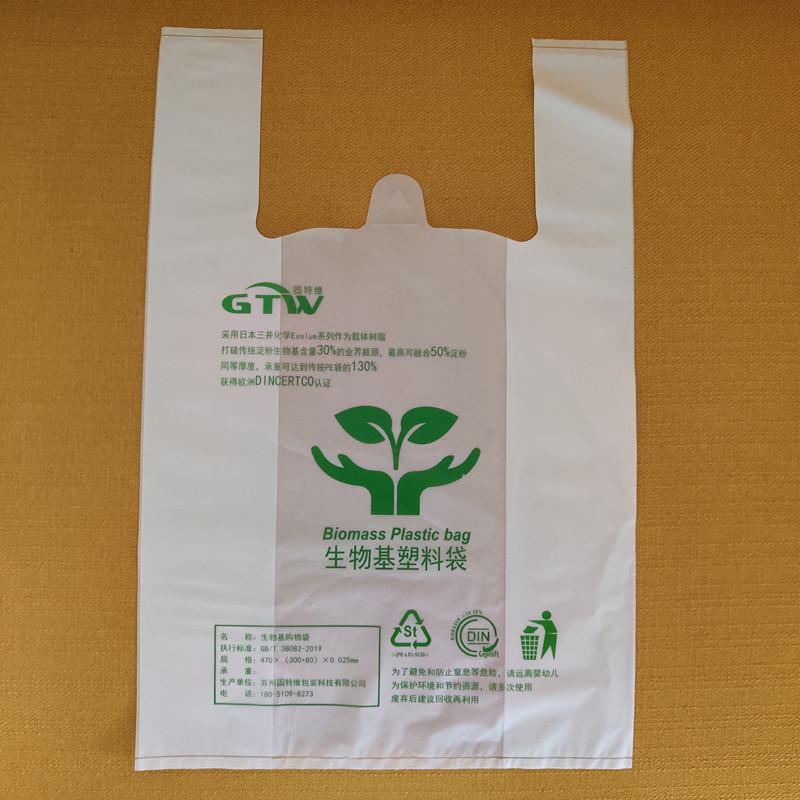 固特维
GTW
采用日本三井化学Evolue系列作为载体树脂
打破传统淀粉生物基含量30%的业界瓶颈，最高可融合50%淀粉
同等厚度，承重可达到传统PE袋的130%
获得欧洲DINCERTCO认证
Biomass Plastic bag
生物基塑料袋
名 称：生物基购物袋
执行标准：GB/T 38082-2019
规 格：470×（300+80）×0.025mm
承 重：
生产单位：苏州固特维包装科技有限公司
电 话：180-5109-8273
St
>(PE-LD)-St30<
DIN
Geprüft
为了避免和防止窒息等危险，请远离婴幼儿
为保护环境和节约资源，请多次使用
废弃后建议回收再利用